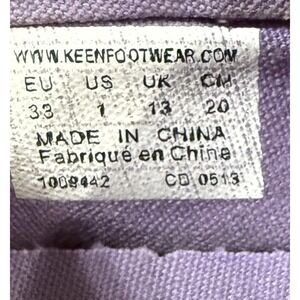 WWW.KEENFOOTWEAR.COM
EU US UK CM
33 1 13 20
MADE IN CHINA
Fabriqué en Chine
1009442 CD 0513